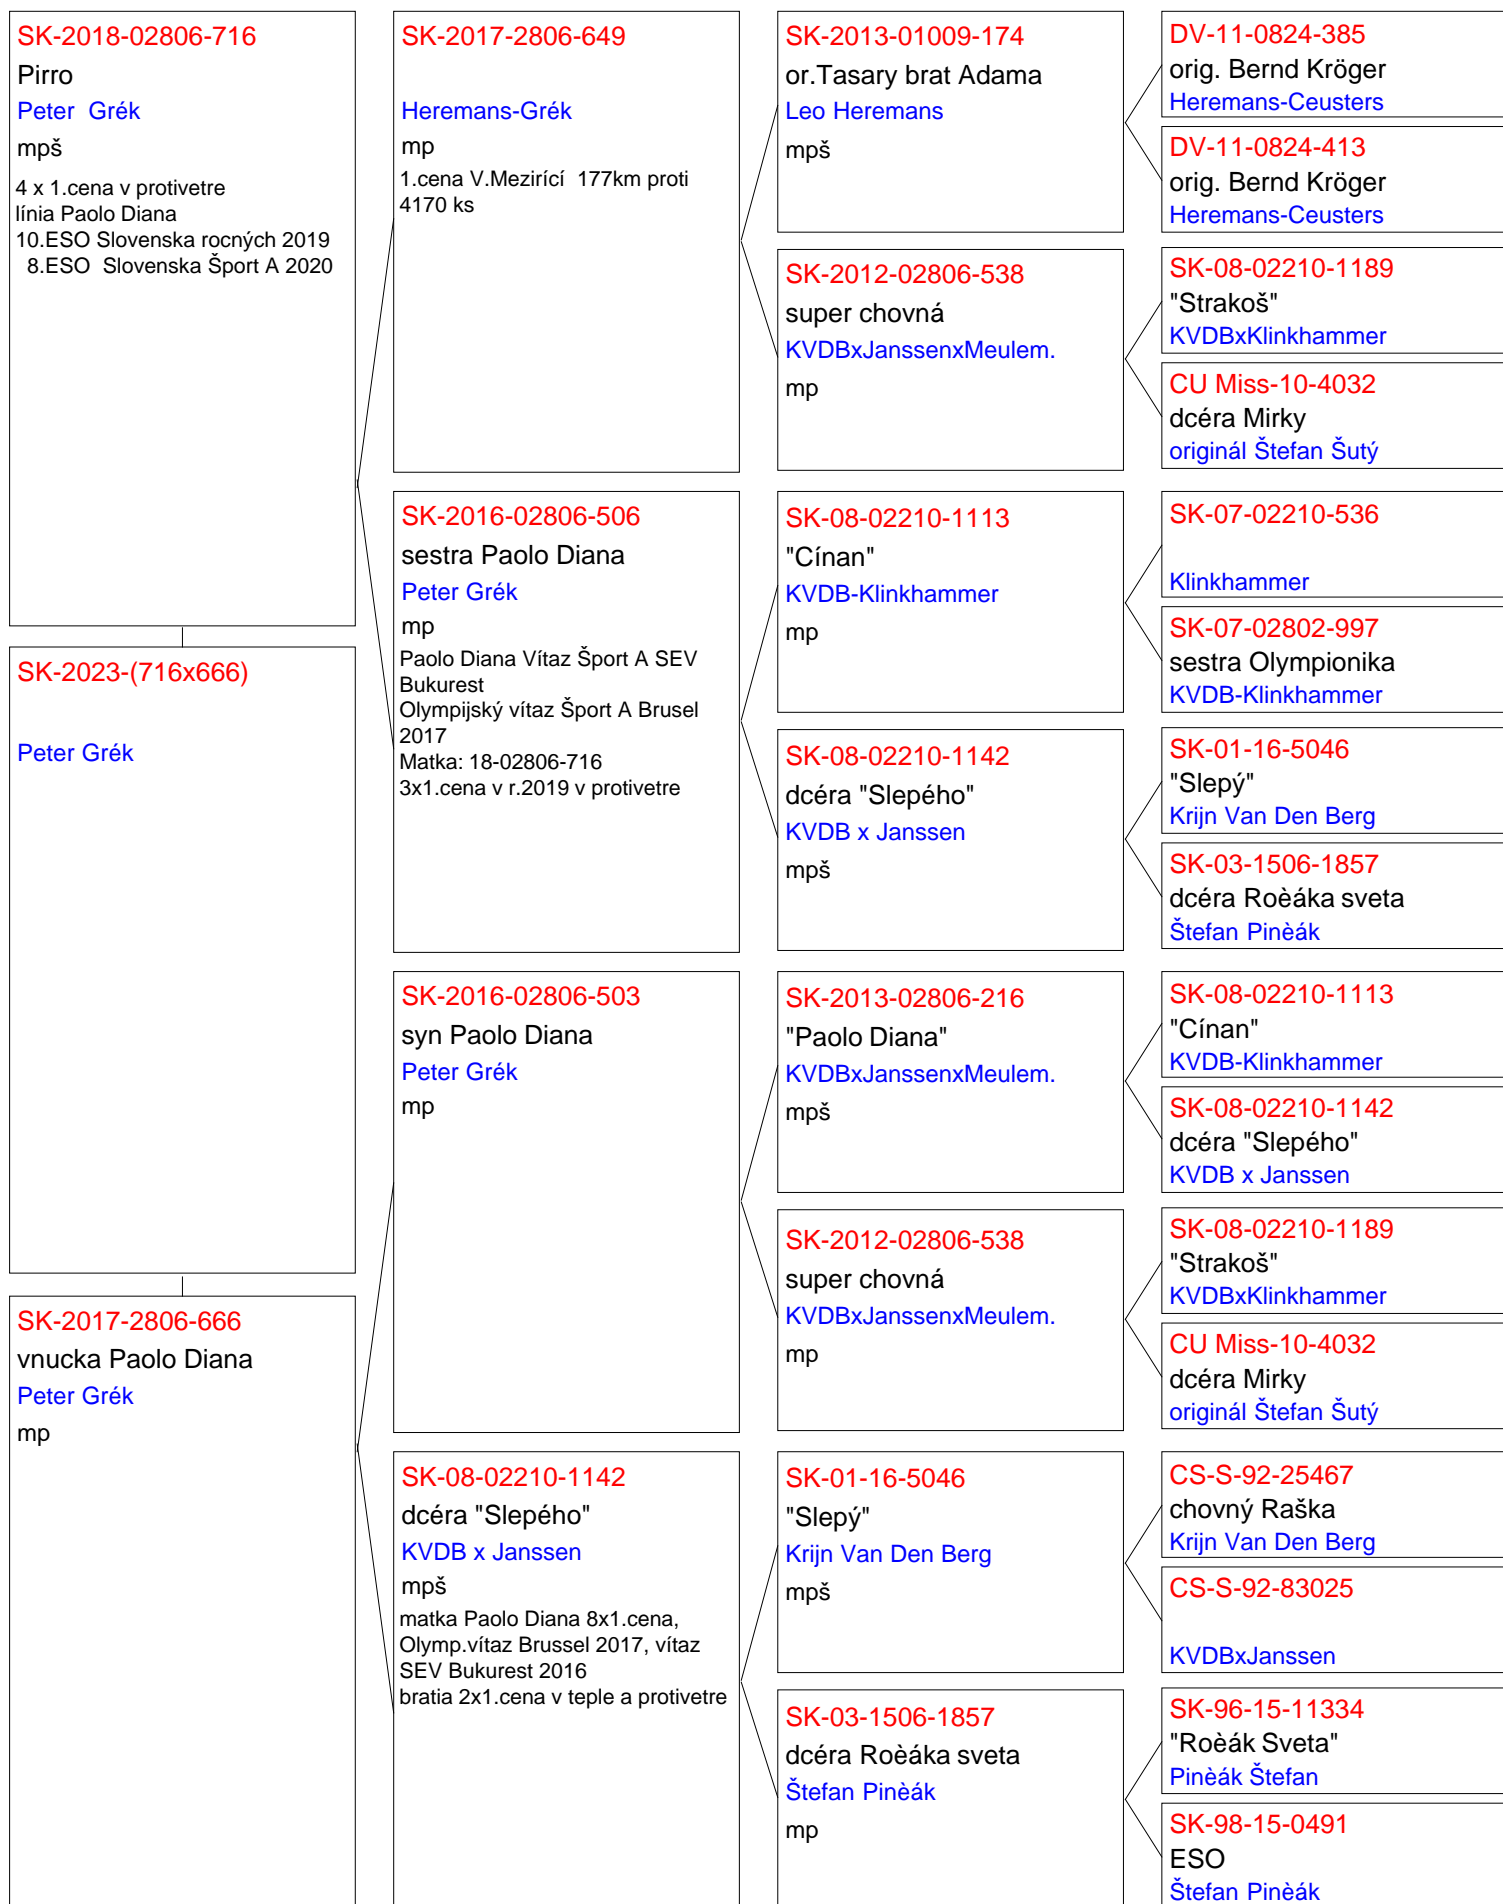 SK-2018-02806-716
Pirro
Peter  Grék
mpš
4 x 1.cena v protivetre
línia Paolo Diana
10.ESO Slovenska rocných 2019
8.ESO  Slovenska Šport A 2020
SK-2023-(716x666)
Peter Grék
SK-2017-2806-666
vnucka Paolo Diana
Peter Grék
mp
SK-2017-2806-649
Heremans-Grék
mp
1.cena V.Mezirící  177km proti
4170 ks
SK-2016-02806-506
sestra Paolo Diana
Peter Grék
mp
Paolo Diana Vítaz Šport A SEV
Bukurest
Olympijský vítaz Šport A Brusel
2017
Matka: 18-02806-716
3x1.cena v r.2019 v protivetre
SK-2016-02806-503
syn Paolo Diana
Peter Grék
mp
SK-08-02210-1142
dcéra "Slepého"
KVDB x Janssen
mpš
matka Paolo Diana 8x1.cena,
Olymp.vítaz Brussel 2017, vítaz
SEV Bukurest 2016
bratia 2x1.cena v teple a protivetre
SK-2013-01009-174
or.Tasary brat Adama
Leo Heremans
mpš
SK-2012-02806-538
super chovná
KVDBxJanssenxMeulem.
mp
SK-08-02210-1113
"Cínan"
KVDB-Klinkhammer
mp
SK-08-02210-1142
dcéra "Slepého"
KVDB x Janssen
mpš
SK-2013-02806-216
"Paolo Diana"
KVDBxJanssenxMeulem.
mpš
SK-2012-02806-538
super chovná
KVDBxJanssenxMeulem.
mp
SK-01-16-5046
"Slepý"
Krijn Van Den Berg
mpš
SK-03-1506-1857
dcéra Roèáka sveta
Štefan Pinèák
mp
DV-11-0824-385
orig. Bernd Kröger
Heremans-Ceusters
DV-11-0824-413
orig. Bernd Kröger
Heremans-Ceusters
SK-08-02210-1189
"Strakoš"
KVDBxKlinkhammer
CU Miss-10-4032
dcéra Mirky
originál Štefan Šutý
SK-07-02210-536
Klinkhammer
SK-07-02802-997
sestra Olympionika
KVDB-Klinkhammer
SK-01-16-5046
"Slepý"
Krijn Van Den Berg
SK-03-1506-1857
dcéra Roèáka sveta
Štefan Pinèák
SK-08-02210-1113
"Cínan"
KVDB-Klinkhammer
SK-08-02210-1142
dcéra "Slepého"
KVDB x Janssen
SK-08-02210-1189
"Strakoš"
KVDBxKlinkhammer
CU Miss-10-4032
dcéra Mirky
originál Štefan Šutý
CS-S-92-25467
chovný Raška
Krijn Van Den Berg
CS-S-92-83025
KVDBxJanssen
SK-96-15-11334
"Roèák Sveta"
Pinèák Štefan
SK-98-15-0491
ESO
Štefan Pinèák